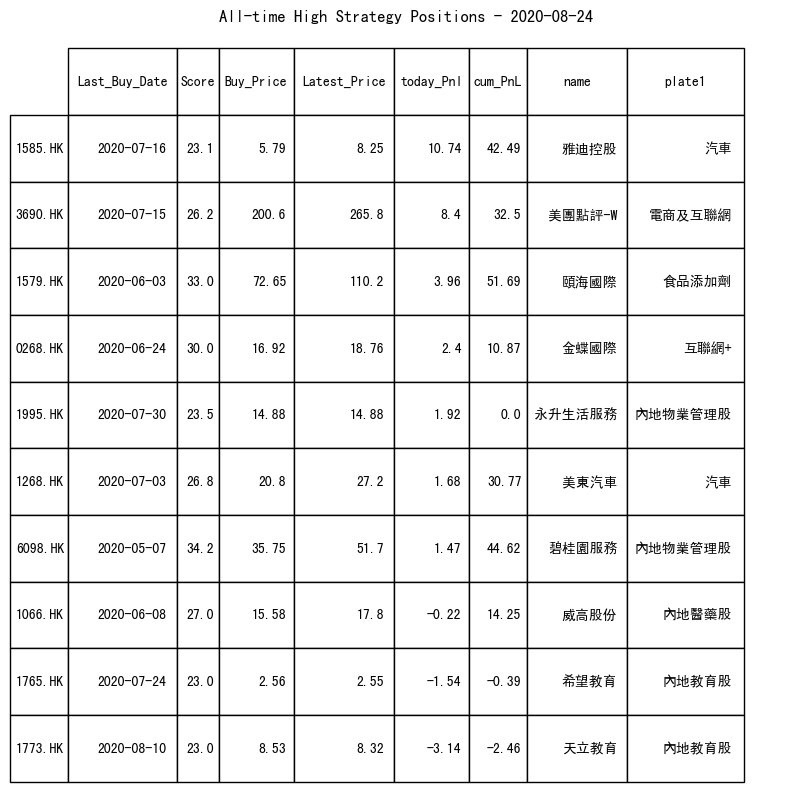 All-time High Strategy Positions - 2020-08-24
Last_Buy_Date Score Buy_Price Latest_Price today_Pnl cum_PnL name plate1
1585.HK 2020-07-16 23.1 5.79 8.25 10.74 42.49 雅迪控股 汽車
3690.HK 2020-07-15 26.2 200.6 265.8 8.4 32.5 美團點評-W 電商及互聯網
1579.HK 2020-06-03 33.0 72.65 110.2 3.96 51.69 頤海國際 食品添加劑
0268.HK 2020-06-24 30.0 16.92 18.76 2.4 10.87 金蝶國際 互聯網+
1995.HK 2020-07-30 23.5 14.88 14.88 1.92 0.0 永升生活服務 內地物業管理股
1268.HK 2020-07-03 26.8 20.8 27.2 1.68 30.77 美東汽車 汽車
6098.HK 2020-05-07 34.2 35.75 51.7 1.47 44.62 碧桂園服務 內地物業管理股
1066.HK 2020-06-08 27.0 15.58 17.8 -0.22 14.25 威高股份 內地醫藥股
1765.HK 2020-07-24 23.0 2.56 2.55 -1.54 -0.39 希望教育 內地教育股
1773.HK 2020-08-10 23.0 8.53 8.32 -3.14 -2.46 天立教育 內地教育股